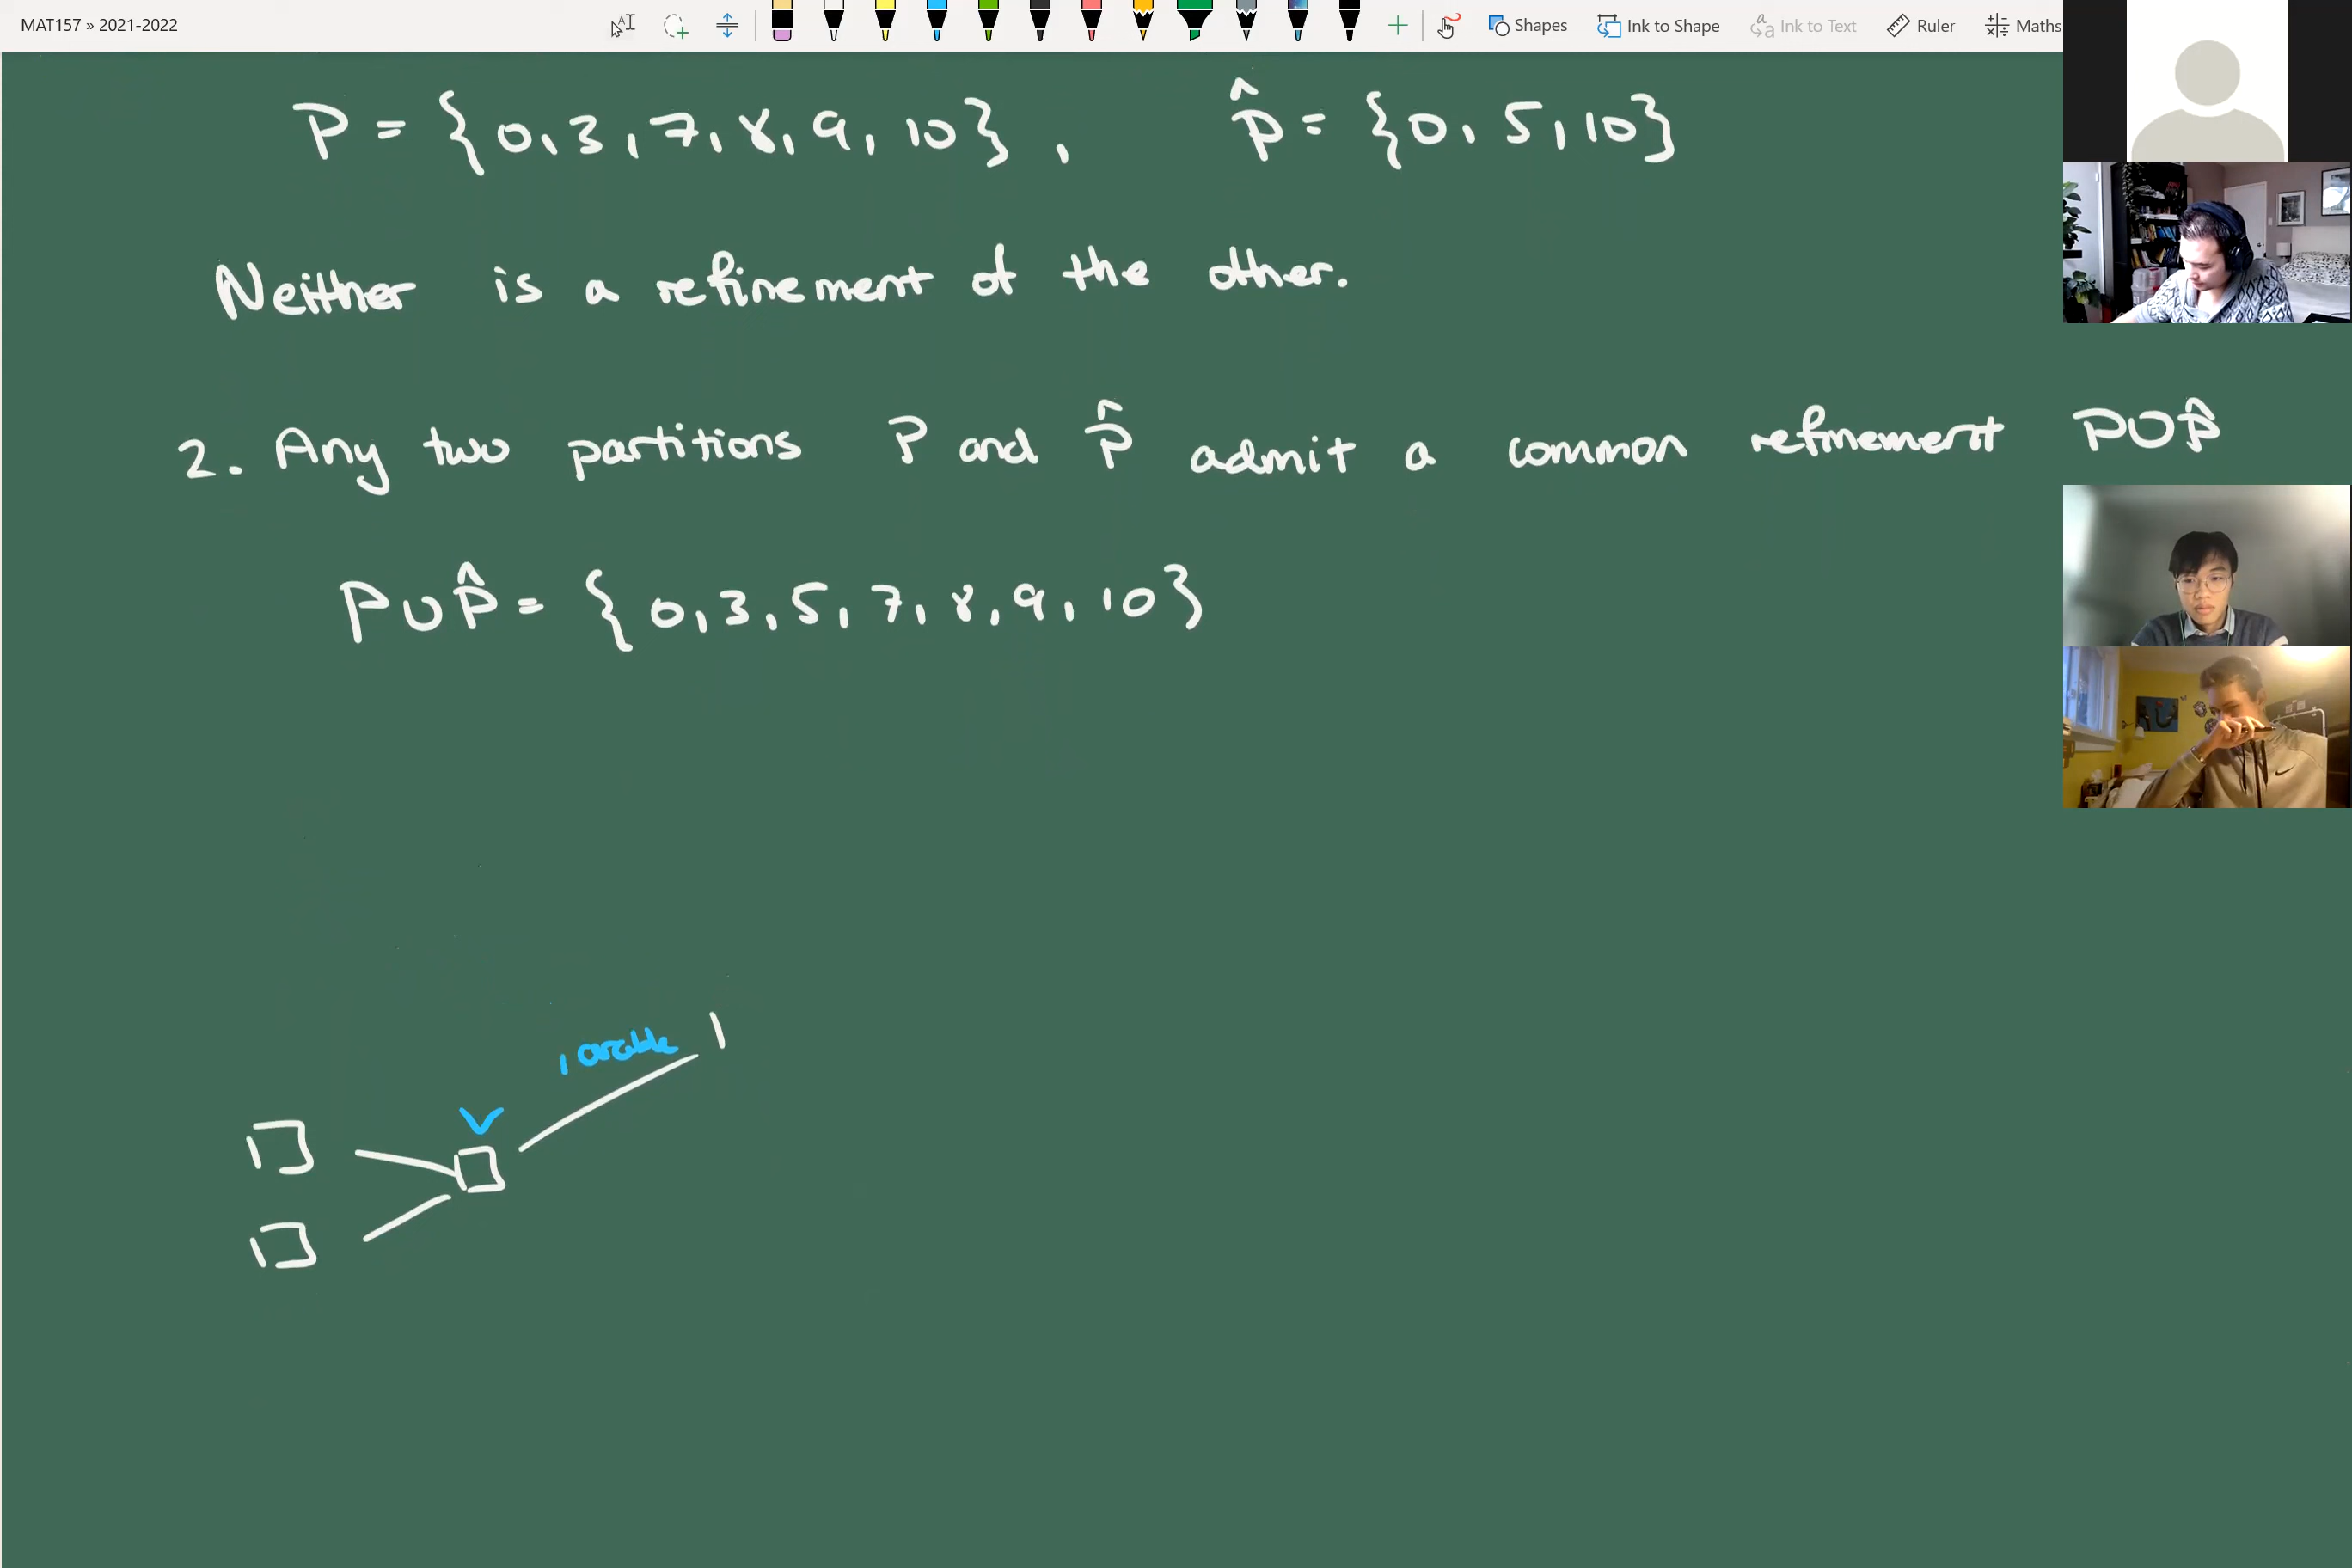 MAT157 » 2021-2022 Shapes Ink to Shape Ink to Text Ruler Maths
P = {0, 3, 7, 8, 9, 10}, P̂ = {0, 5, 10}
Neither is a refinement of the other.
2. Any two partitions P and P̂ admit a common refinement P∪P̂
P∪P̂ = {0, 3, 5, 7, 8, 9, 10}